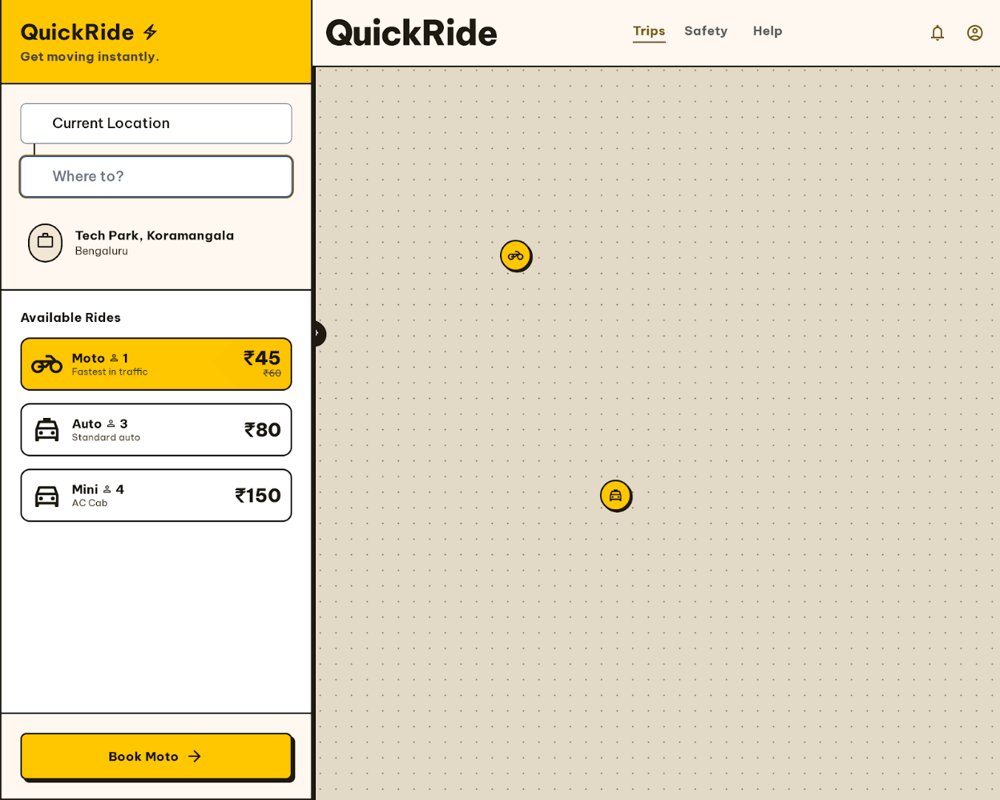 QuickRide
Get moving instantly.
Current Location
Where to?
Tech Park, Koramangala
Bengaluru
Available Rides
Moto 1
Fastest in traffic
₹45
₹60
Auto 3
Standard auto
₹80
Mini 4
AC Cab
₹150
Book Moto
QuickRide
Trips Safety Help